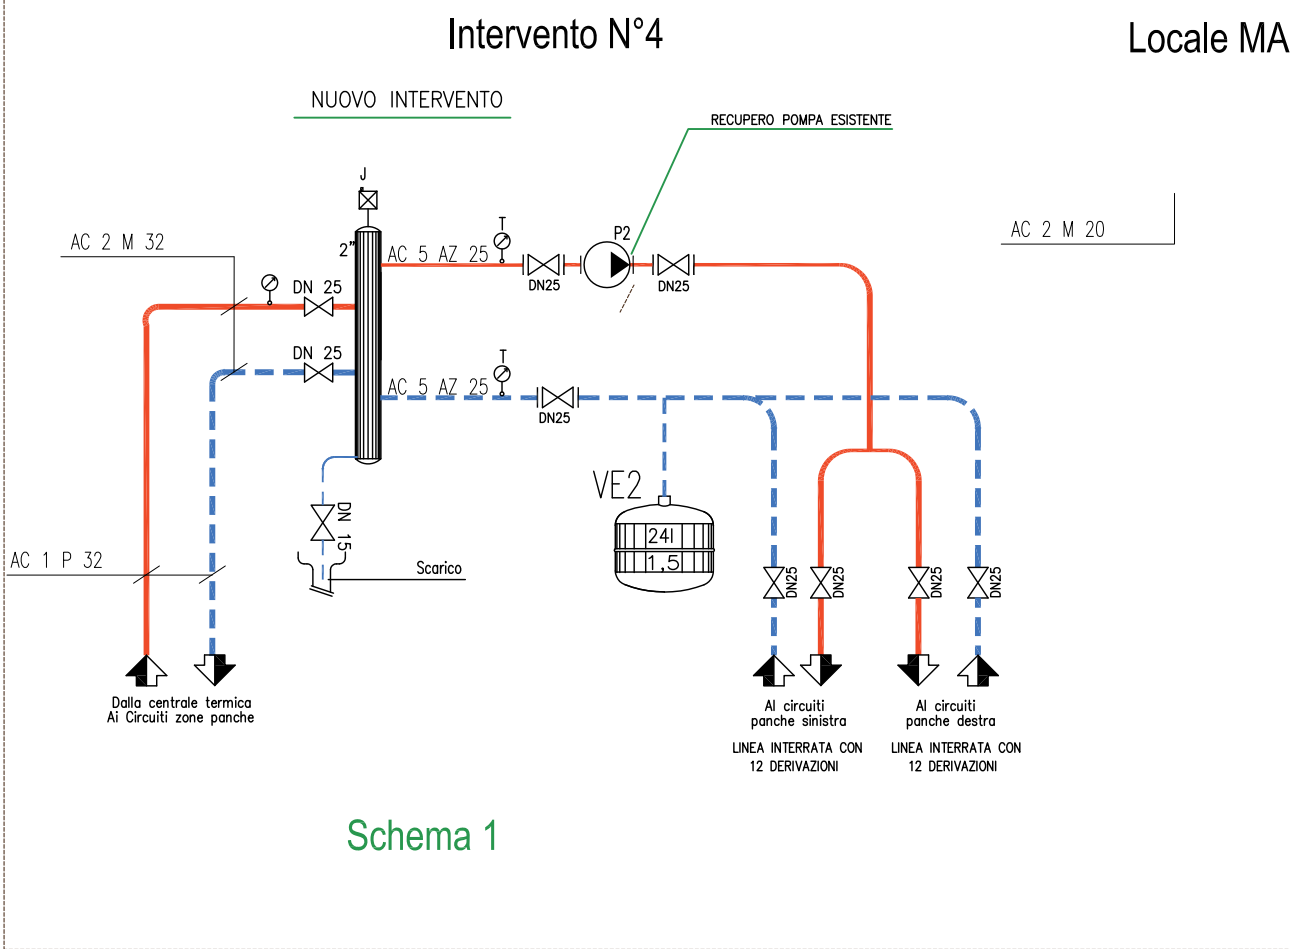 Intervento N°4
Locale MA
NUOVO INTERVENTO
RECUPERO POMPA ESISTENTE
J
AC 2 M 32
2"
AC 5 AZ 25
T
P2
AC 2 M 20
DN25
DN25
DN 25
DN 25
AC 5 AZ 25
T
DN25
VE2
24l
1,5
DN 15
AC 1 P 32
Scarico
DN25
DN25
DN25
DN25
Dalla centrale termica
Ai Circuiti zone panche
Al circuiti
panche sinistra
Al circuiti
panche destra
LINEA INTERRATA CON
12 DERIVAZIONI
LINEA INTERRATA CON
12 DERIVAZIONI
Schema 1